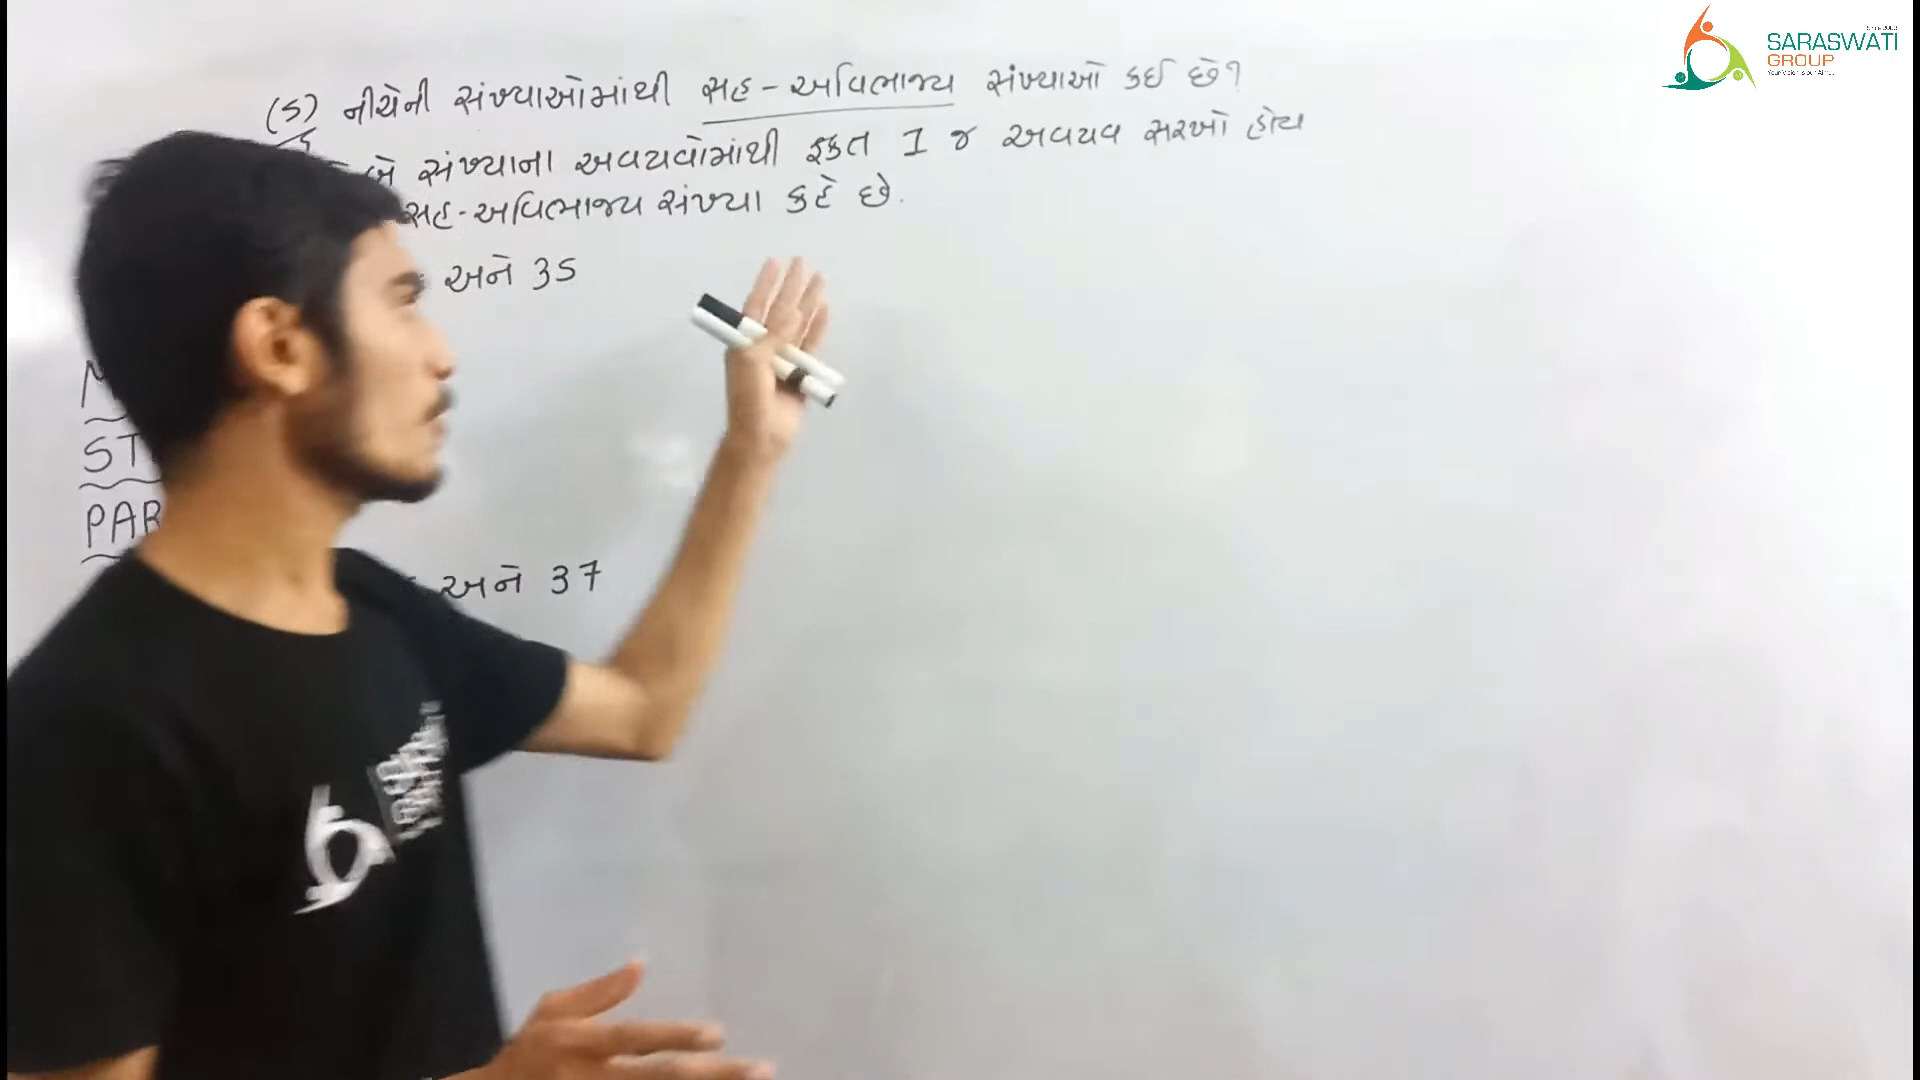 (5) નીચેની સંખ્યાઓમાંથી સહ-અવિભાજ્ય સંખ્યાઓ કઈ છે?
બે સંખ્યાના અવયવોમાંથી ફક્ત 1 જ અવયવ સરખો હોય
સહ-અવિભાજ્ય સંખ્યા કહે છે.
અને 35
ST
PAR
અને 37
SARASWATI
GROUP